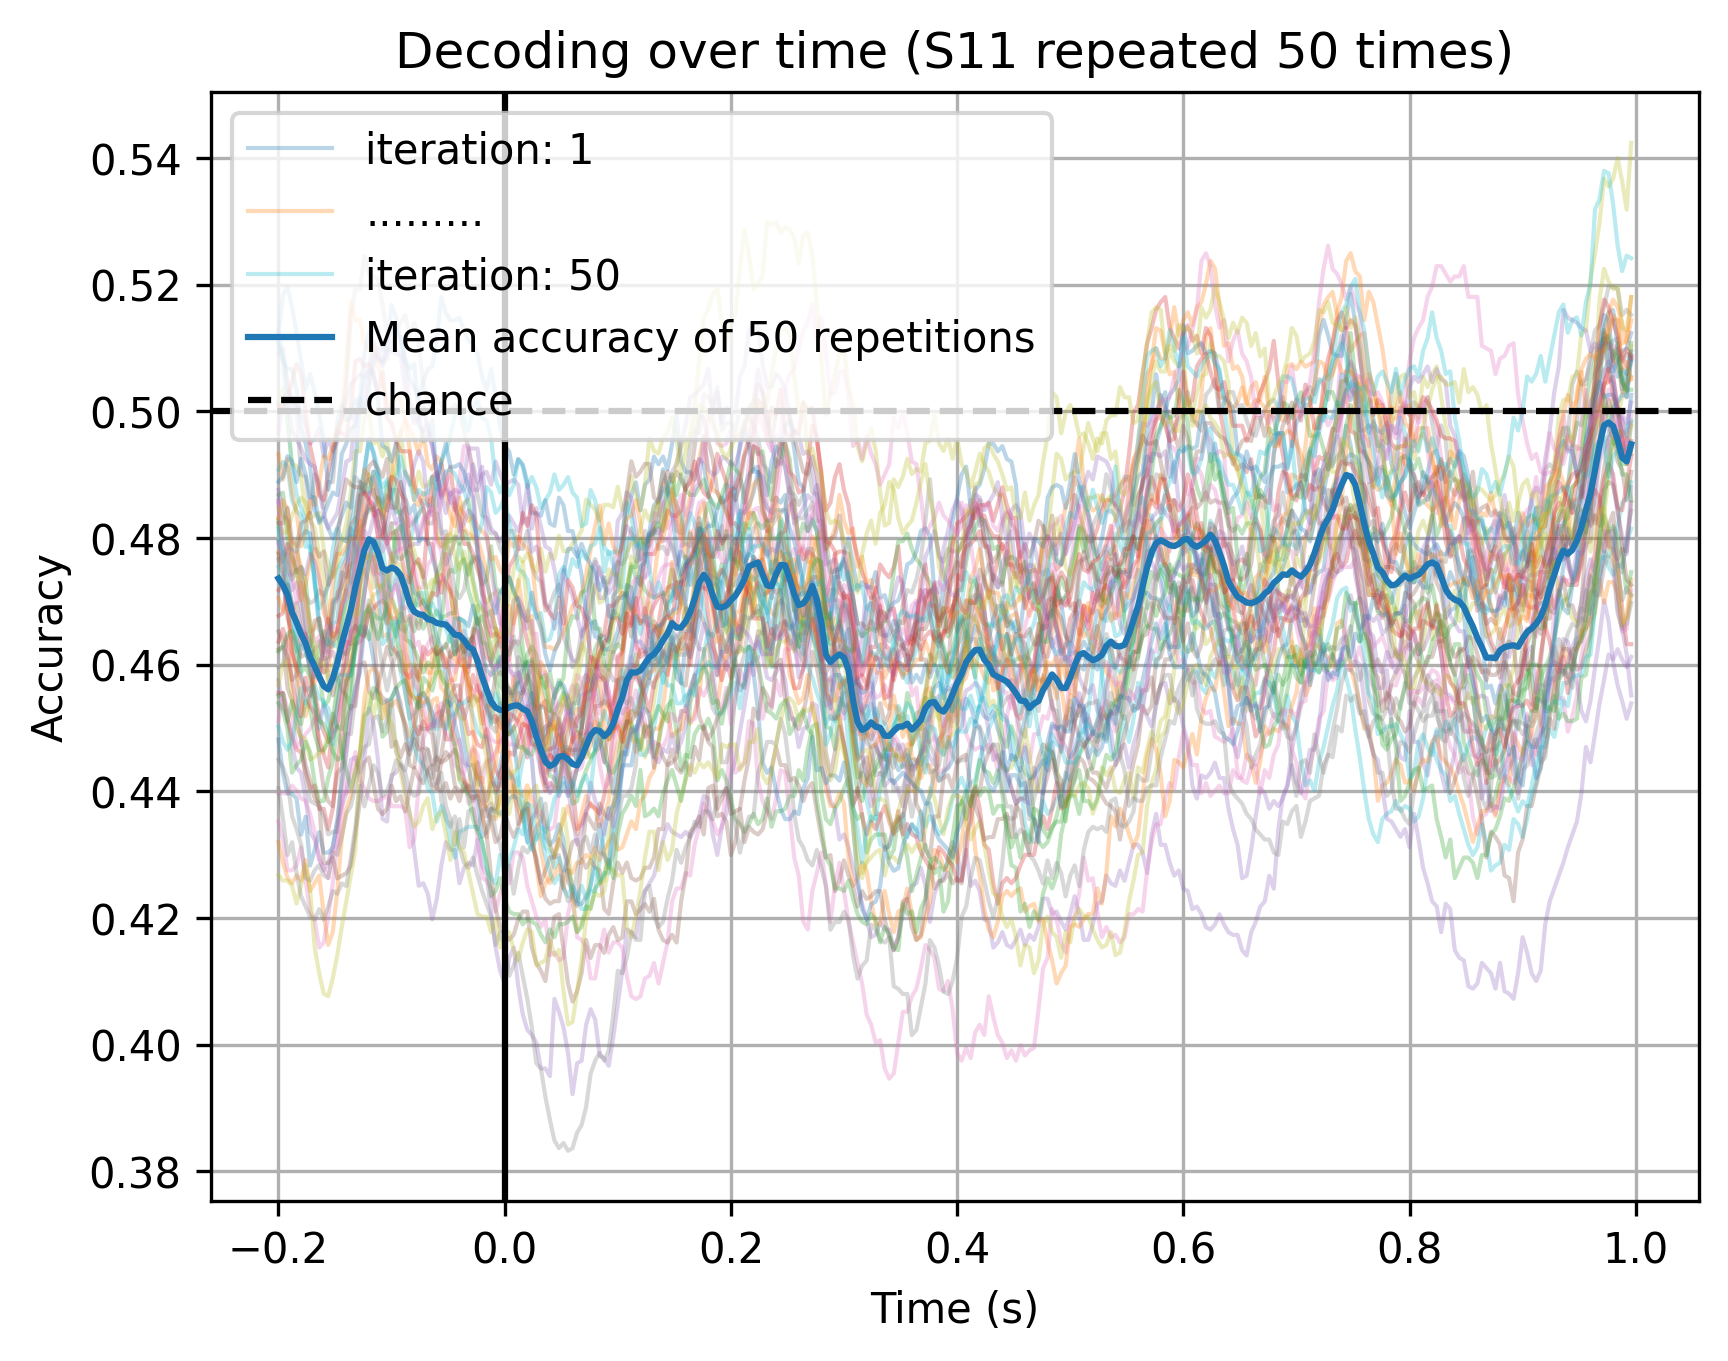 Decoding over time (S11 repeated 50 times)
iteration: 1
.........
iteration: 50
Mean accuracy of 50 repetitions
chance
0.54
0.52
0.50
0.48
0.46
0.44
0.42
0.40
0.38
Accuracy
−0.2 0.0 0.2 0.4 0.6 0.8 1.0
Time (s)